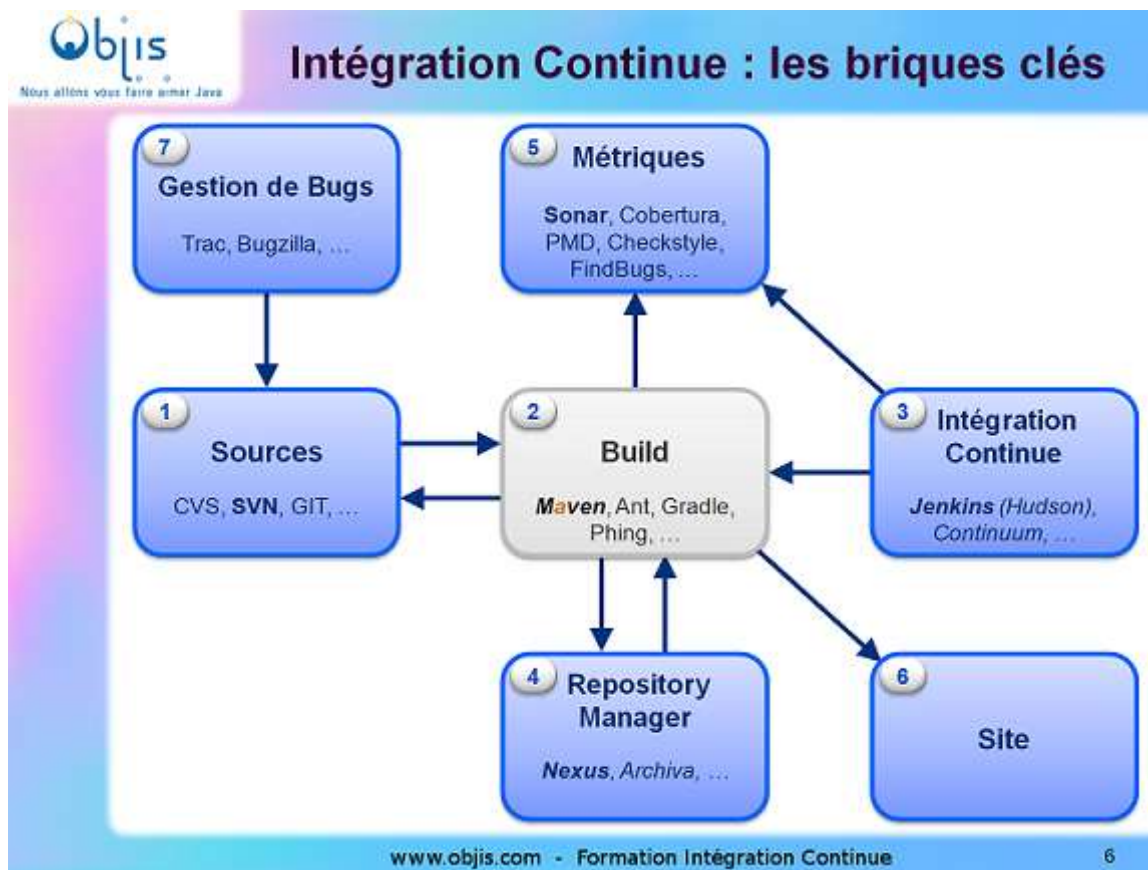 Objis
Nous allons vous faire aimer Java
Intégration Continue : les briques clés
7
Gestion de Bugs
Trac, Bugzilla, …
5
Métriques
Sonar, Cobertura,
PMD, Checkstyle,
FindBugs, …
1
Sources
CVS, SVN, GIT, …
2
Build
Maven, Ant, Gradle,
Phing, …
3
Intégration
Continue
Jenkins (Hudson),
Continuum, …
4
Repository
Manager
Nexus, Archiva, …
6
Site
www.objis.com - Formation Intégration Continue
6